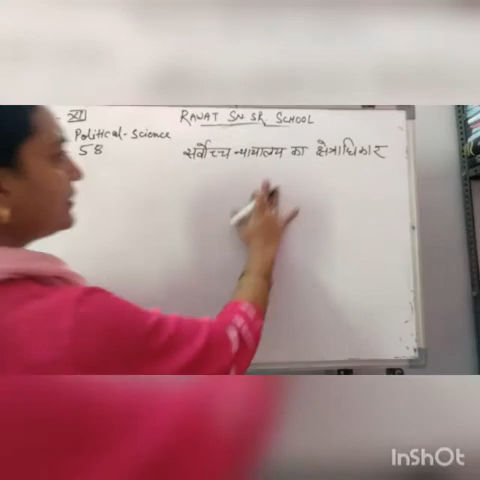 XI
RAWAT SN. SR. SCHOOL
Political-Science
58
सर्वोच्च न्यायालय का क्षेत्राधिकार
InShOt